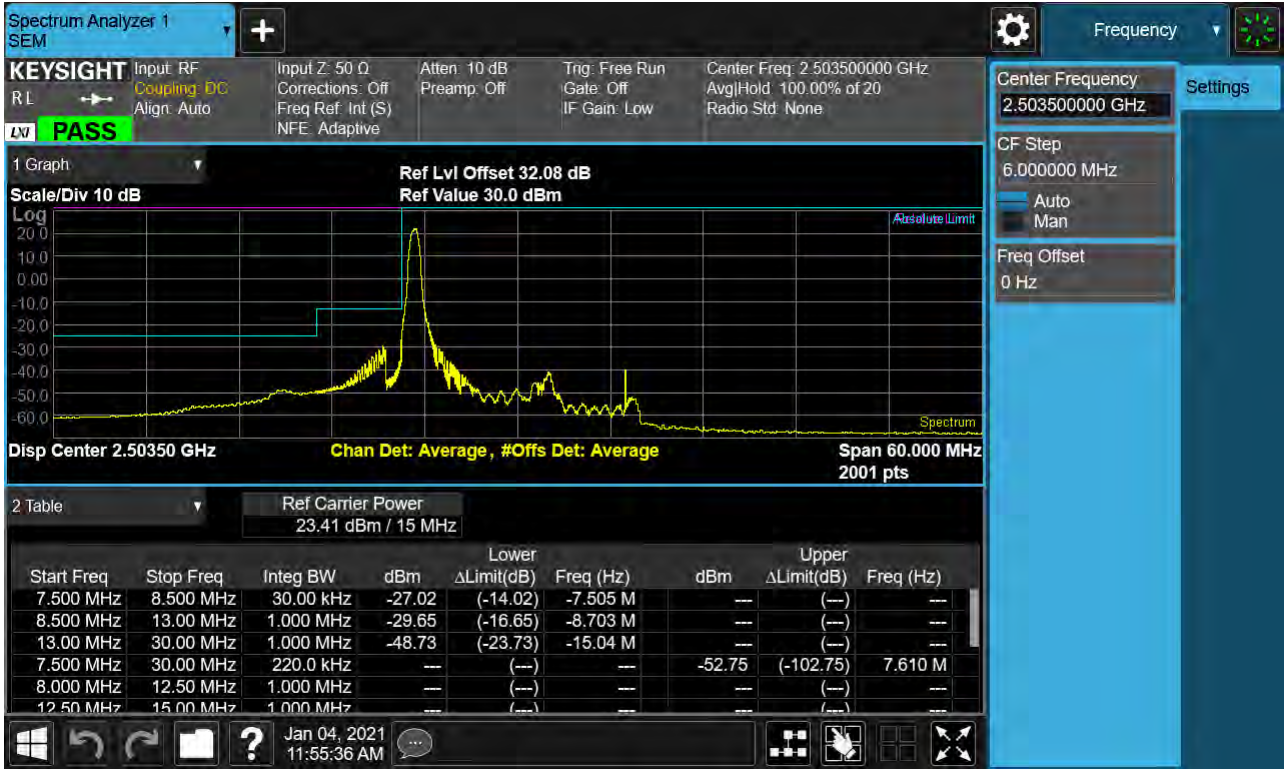 Spectrum Analyzer 1
SEM
Frequency
KEYSIGHT
R L
LXI
PASS
Input: RF
Coupling: DC
Align: Auto
Input Z: 50 Ω
Corrections: Off
Freq Ref: Int (S)
NFE: Adaptive
Atten: 10 dB
Preamp: Off
Trig: Free Run
Gate: Off
IF Gain: Low
Center Freq: 2.503500000 GHz
Avg|Hold: 100.00% of 20
Radio Std: None
Center Frequency
2.503500000 GHz
Settings
CF Step
6.000000 MHz
Auto
Man
Freq Offset
0 Hz
1 Graph
Scale/Div 10 dB
Ref Lvl Offset 32.08 dB
Ref Value 30.0 dBm
Log
Absolute Limit
20.0
10.0
0.00
-10.0
-20.0
-30.0
-40.0
-50.0
-60.0
Spectrum
Disp Center 2.50350 GHz
Chan Det: Average, #Offs Det: Average
Span 60.000 MHz
2001 pts
2 Table
Ref Carrier Power
23.41 dBm / 15 MHz
Lower Upper
Start Freq Stop Freq Integ BW dBm ΔLimit(dB) Freq (Hz) dBm ΔLimit(dB) Freq (Hz)
7.500 MHz 8.500 MHz 30.00 kHz -27.02 (-14.02) -7.505 M --- (---) ---
8.500 MHz 13.00 MHz 1.000 MHz -29.65 (-16.65) -8.703 M --- (---) ---
13.00 MHz 30.00 MHz 1.000 MHz -48.73 (-23.73) -15.04 M --- (---) ---
7.500 MHz 30.00 MHz 220.0 kHz --- (---) --- -52.75 (-102.75) 7.610 M
8.000 MHz 12.50 MHz 1.000 MHz --- (---) --- --- (---) ---
12.50 MHz 15.00 MHz 1.000 MHz --- (---) --- --- (---) ---
Jan 04, 2021
11:55:36 AM